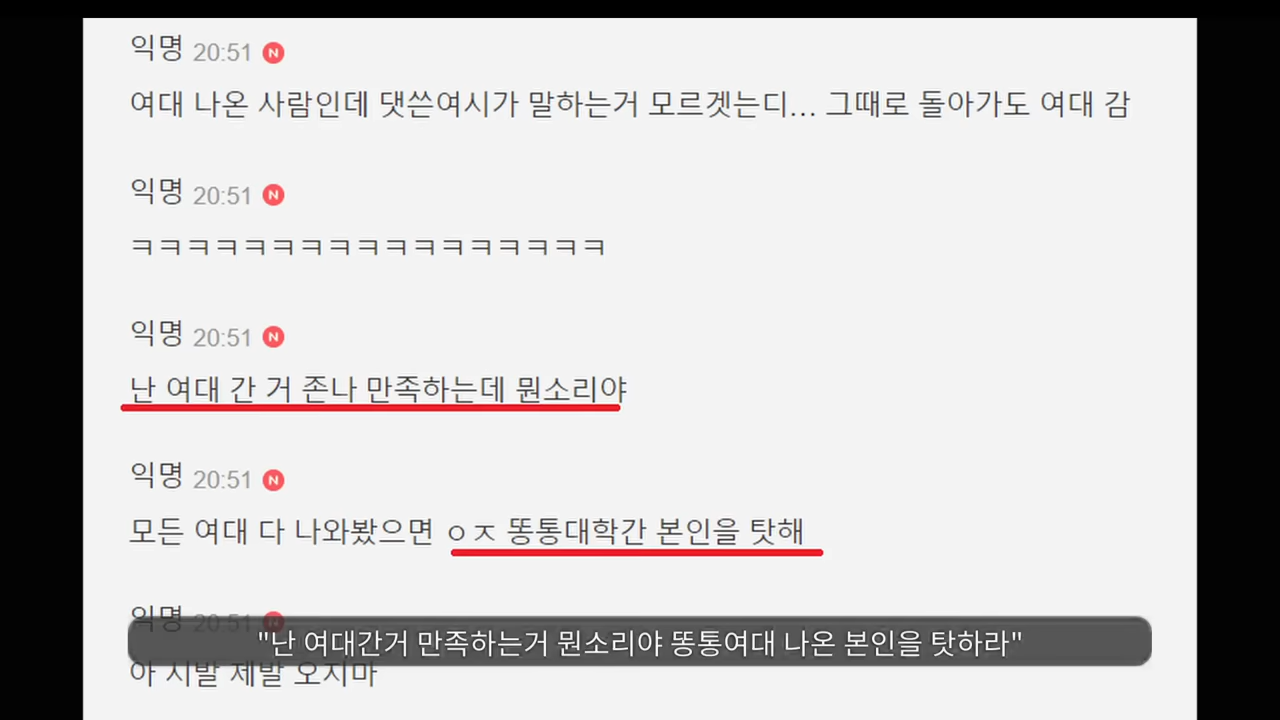 익명 20:51 N
여대 나온 사람인데 댓쓴여시가 말하는거 모르겟는디... 그때로 돌아가도 여대 감
익명 20:51 N
ㅋㅋㅋㅋㅋㅋㅋㅋㅋㅋㅋㅋㅋㅋㅋㅋㅋ
익명 20:51 N
난 여대 간 거 존나 만족하는데 뭔소리야
익명 20:51 N
모든 여대 다 나와봤으면 ㅇㅈ 똥통대학간 본인을 탓해
익명 20:51 N
"난 여대간거 만족하는거 뭔소리야 똥통여대 나온 본인을 탓하라"
아 시발 제발 오지마